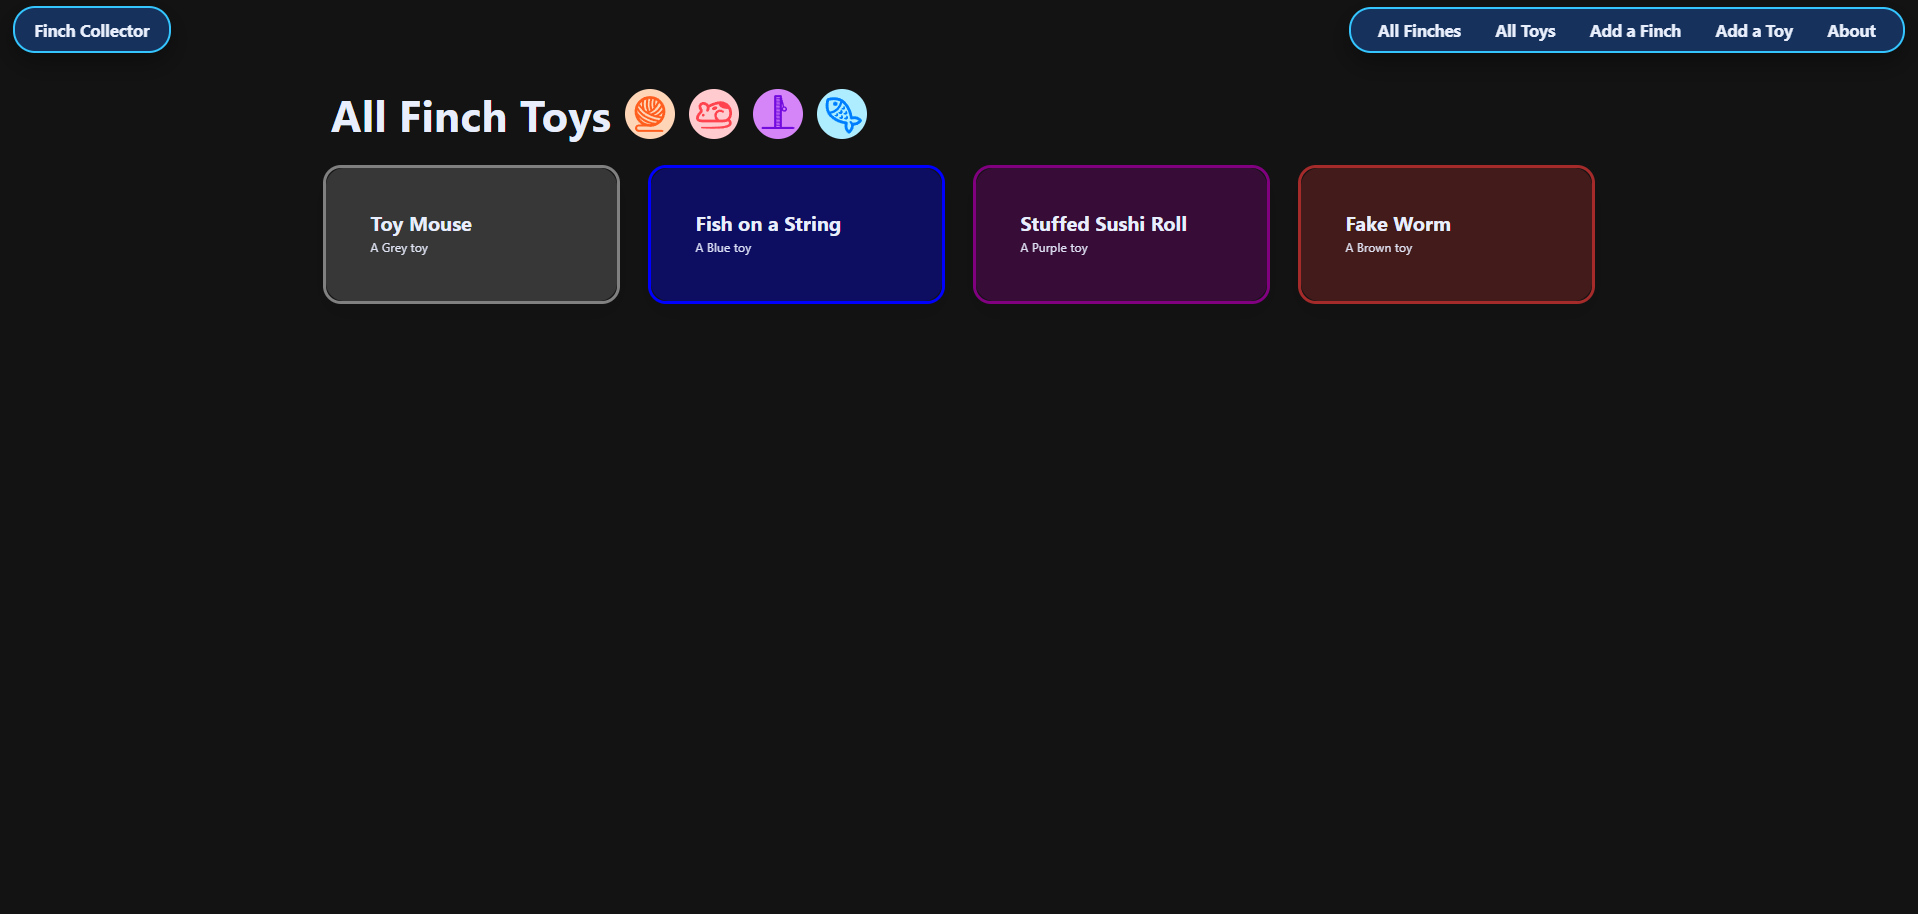 Finch Collector
All Finches All Toys Add a Finch Add a Toy About
All Finch Toys
Toy Mouse
A Grey toy
Fish on a String
A Blue toy
Stuffed Sushi Roll
A Purple toy
Fake Worm
A Brown toy